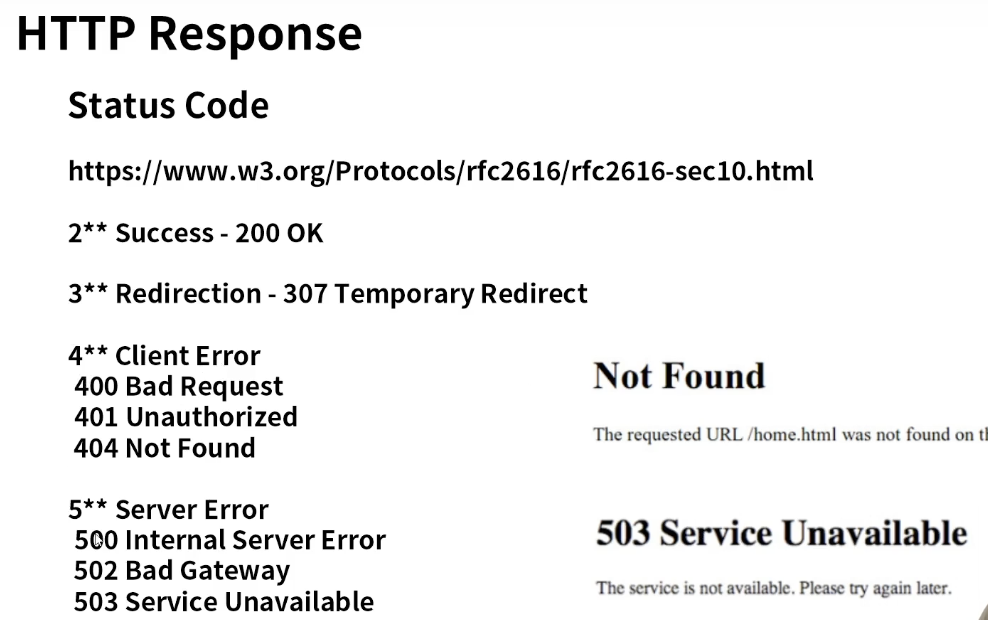 HTTP Response
Status Code
https://www.w3.org/Protocols/rfc2616/rfc2616-sec10.html
2** Success - 200 OK
3** Redirection - 307 Temporary Redirect
4** Client Error
400 Bad Request
401 Unauthorized
404 Not Found
5** Server Error
500 Internal Server Error
502 Bad Gateway
503 Service Unavailable
Not Found
The requested URL /home.html was not found on
503 Service Unavailable
The service is not available. Please try again later.